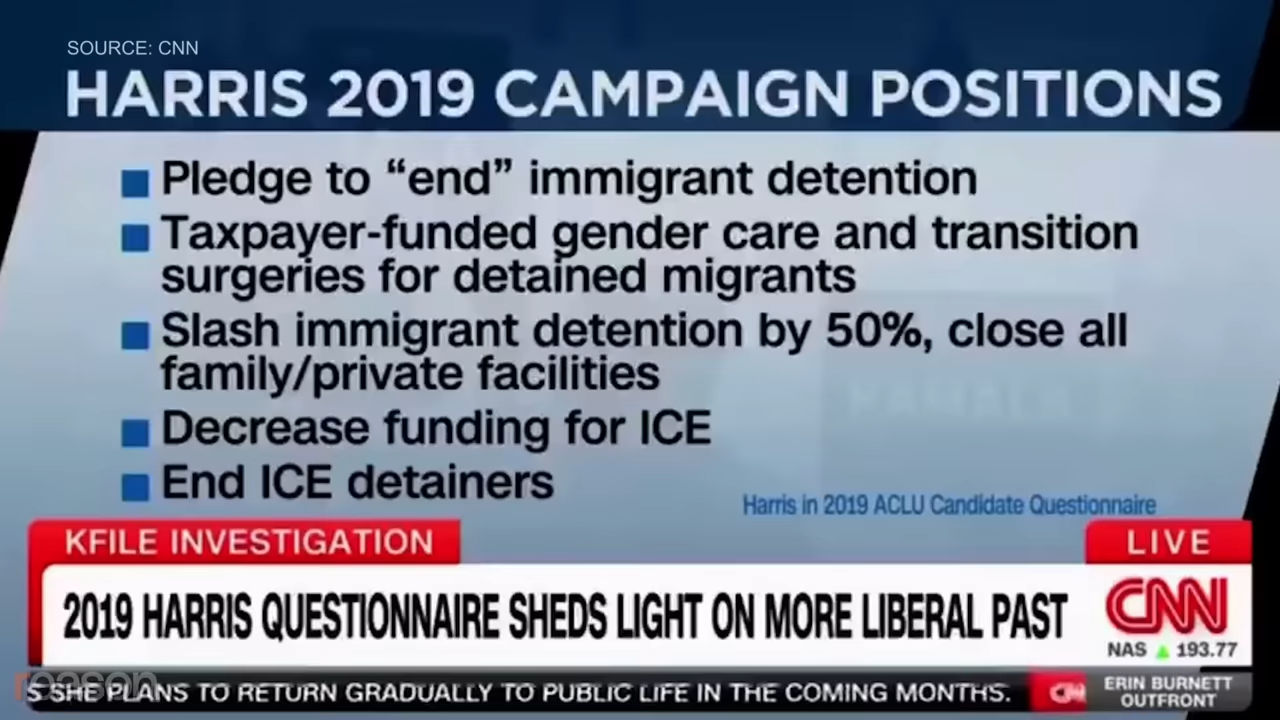 SOURCE: CNN
HARRIS 2019 CAMPAIGN POSITIONS
Pledge to “end” immigrant detention
Taxpayer-funded gender care and transition
surgeries for detained migrants
Slash immigrant detention by 50%, close all
family/private facilities
Decrease funding for ICE
End ICE detainers
Harris in 2019 ACLU Candidate Questionnaire
KFILE INVESTIGATION
LIVE
2019 HARRIS QUESTIONNAIRE SHEDS LIGHT ON MORE LIBERAL PAST
CNN
NAS ▲ 193.77
reason
S SHE PLANS TO RETURN GRADUALLY TO PUBLIC LIFE IN THE COMING MONTHS.
CNN
ERIN BURNETT
OUTFRONT